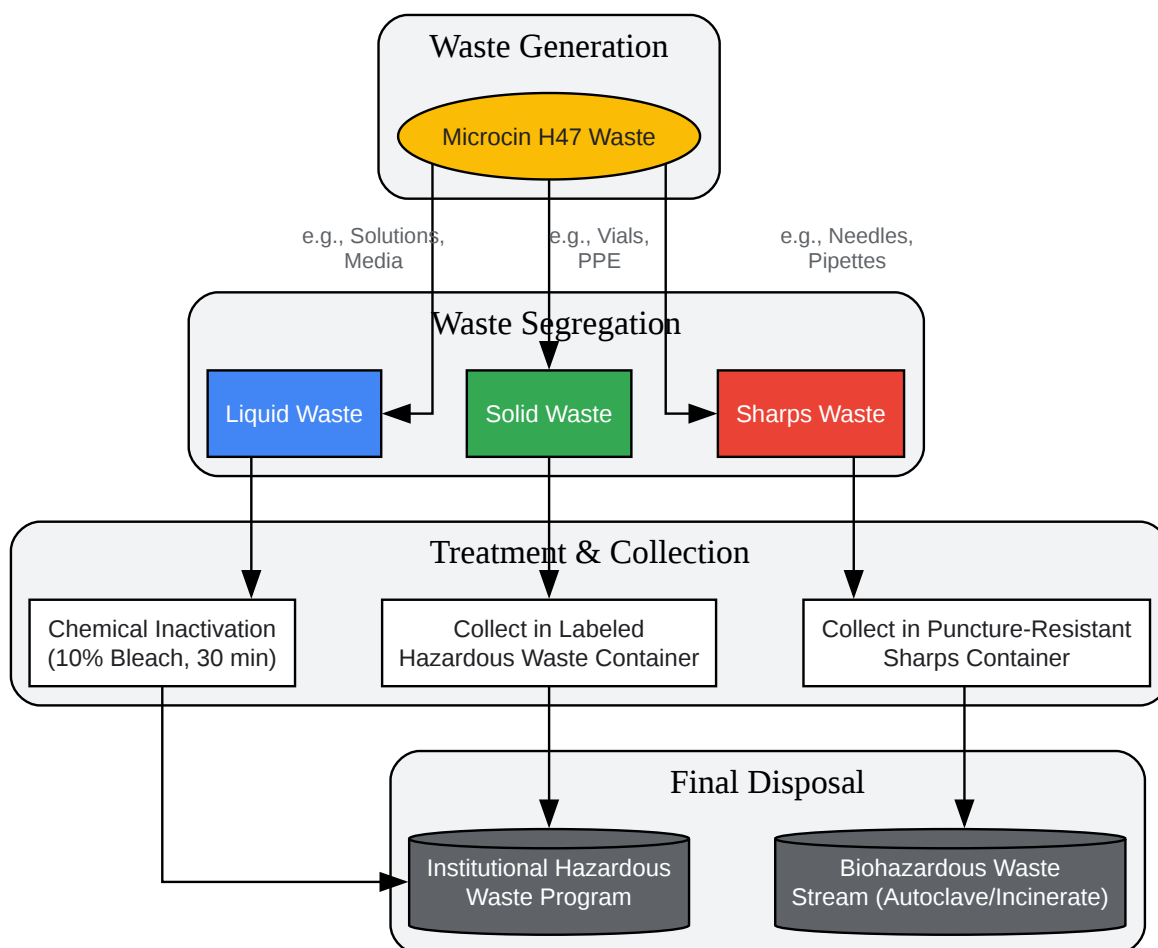 Waste Generation
Microcin H47 Waste
e.g., Solutions,
Media
e.g., Vials,
PPE
e.g., Needles,
Pipettes
Waste Segregation
Liquid Waste
Solid Waste
Sharps Waste
Treatment & Collection
Chemical Inactivation
(10% Bleach, 30 min)
Collect in Labeled
Hazardous Waste Container
Collect in Puncture-Resistant
Sharps Container
Final Disposal
Institutional Hazardous
Waste Program
Biohazardous Waste
Stream (Autoclave/Incinerate)